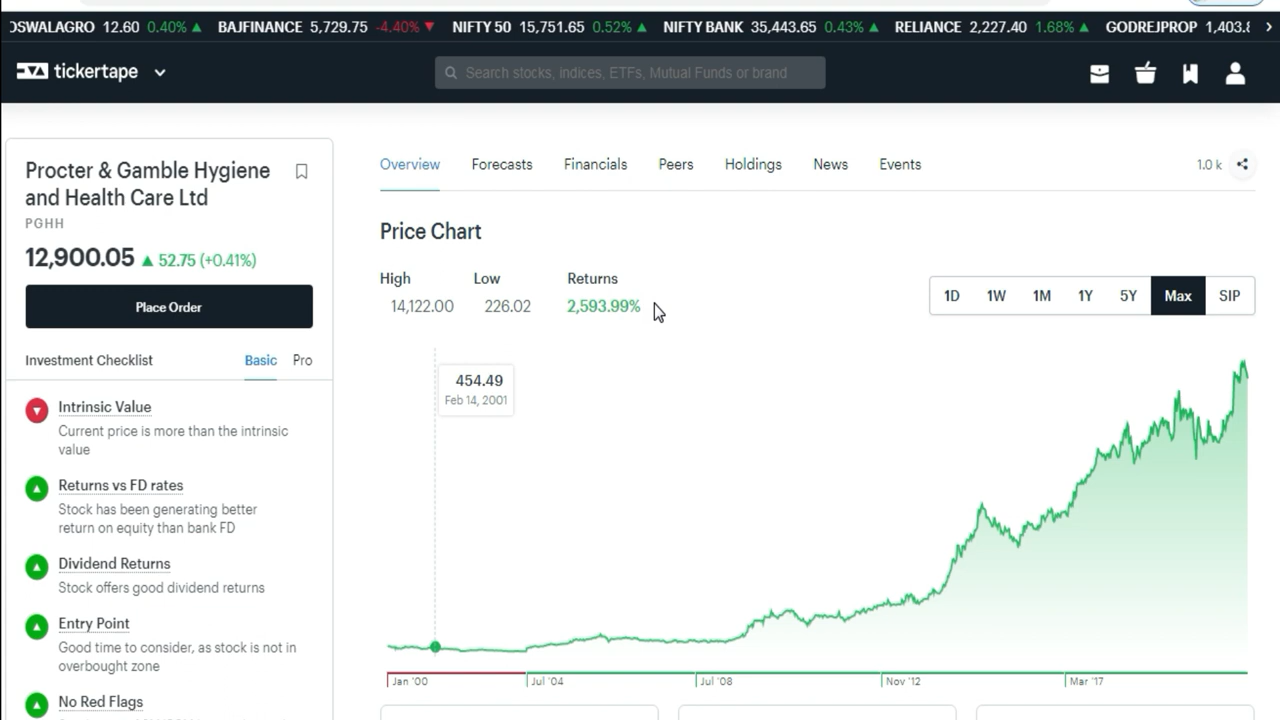 OSWALAGRO 12.60 0.40% ▲ BAJFINANCE 5,729.75 -4.40% ▼ NIFTY 50 15,751.65 0.52% ▲ NIFTY BANK 35,443.65 0.43% ▲ RELIANCE 2,227.40 1.68% ▲ GODREJPROP 1,403.8
tickertape
Search stocks, indices, ETFs, Mutual Funds or brand
Procter & Gamble Hygiene
and Health Care Ltd
PGHH
12,900.05 ▲ 52.75 (+0.41%)
Place Order
Investment Checklist Basic Pro
Intrinsic Value
Current price is more than the intrinsic
value
Returns vs FD rates
Stock has been generating better
return on equity than bank FD
Dividend Returns
Stock offers good dividend returns
Entry Point
Good time to consider, as stock is not in
overbought zone
No Red Flags
Overview Forecasts Financials Peers Holdings News Events 1.0 k
Price Chart
High Low Returns
14,122.00 226.02 2,593.99%
1D 1W 1M 1Y 5Y Max SIP
454.49
Feb 14, 2001
Jan '00 Jul '04 Jul '08 Nov '12 Mar '17